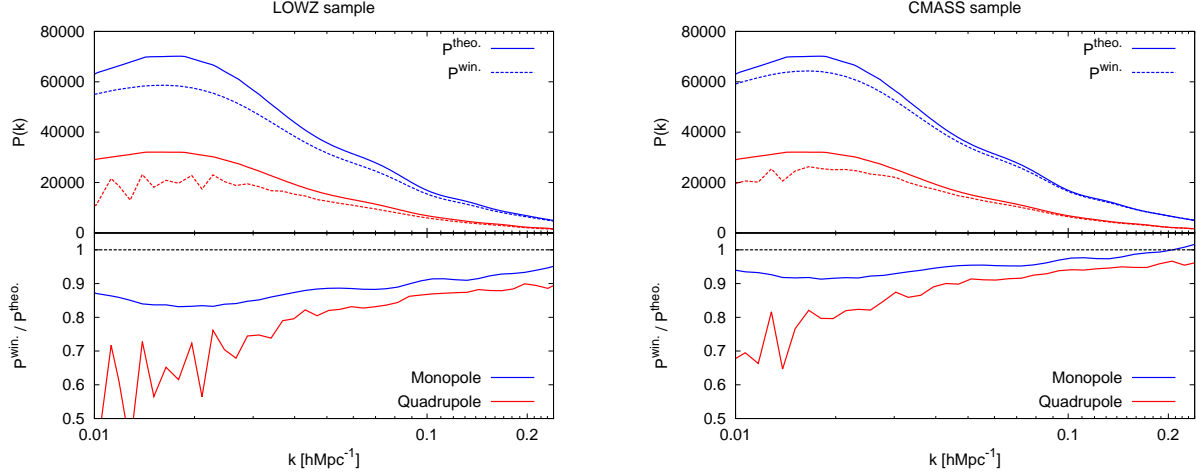 LOWZ sample
80000
60000
40000
20000
0
P(k)
P^theo.
P^win.
1
0.9
0.8
0.7
0.6
0.5
P^win. / P^theo.
Monopole
Quadrupole
0.01
0.1
0.2
k [hMpc^-1]
CMASS sample
80000
60000
40000
20000
0
P(k)
P^theo.
P^win.
1
0.9
0.8
0.7
0.6
0.5
P^win. / P^theo.
Monopole
Quadrupole
0.01
0.1
0.2
k [hMpc^-1]